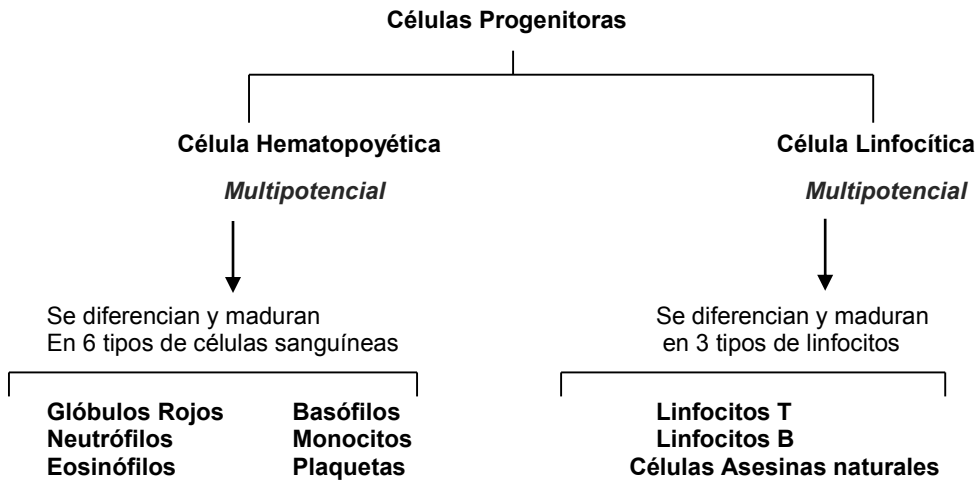 Células Progenitoras
Célula Hematopoyética
Multipotencial
Se diferencian y maduran
En 6 tipos de células sanguíneas
Glóbulos Rojos
Neutrófilos
Eosinófilos
Basófilos
Monocitos
Plaquetas
Célula Linfocítica
Multipotencial
Se diferencian y maduran
en 3 tipos de linfocitos
Linfocitos T
Linfocitos B
Células Asesinas naturales